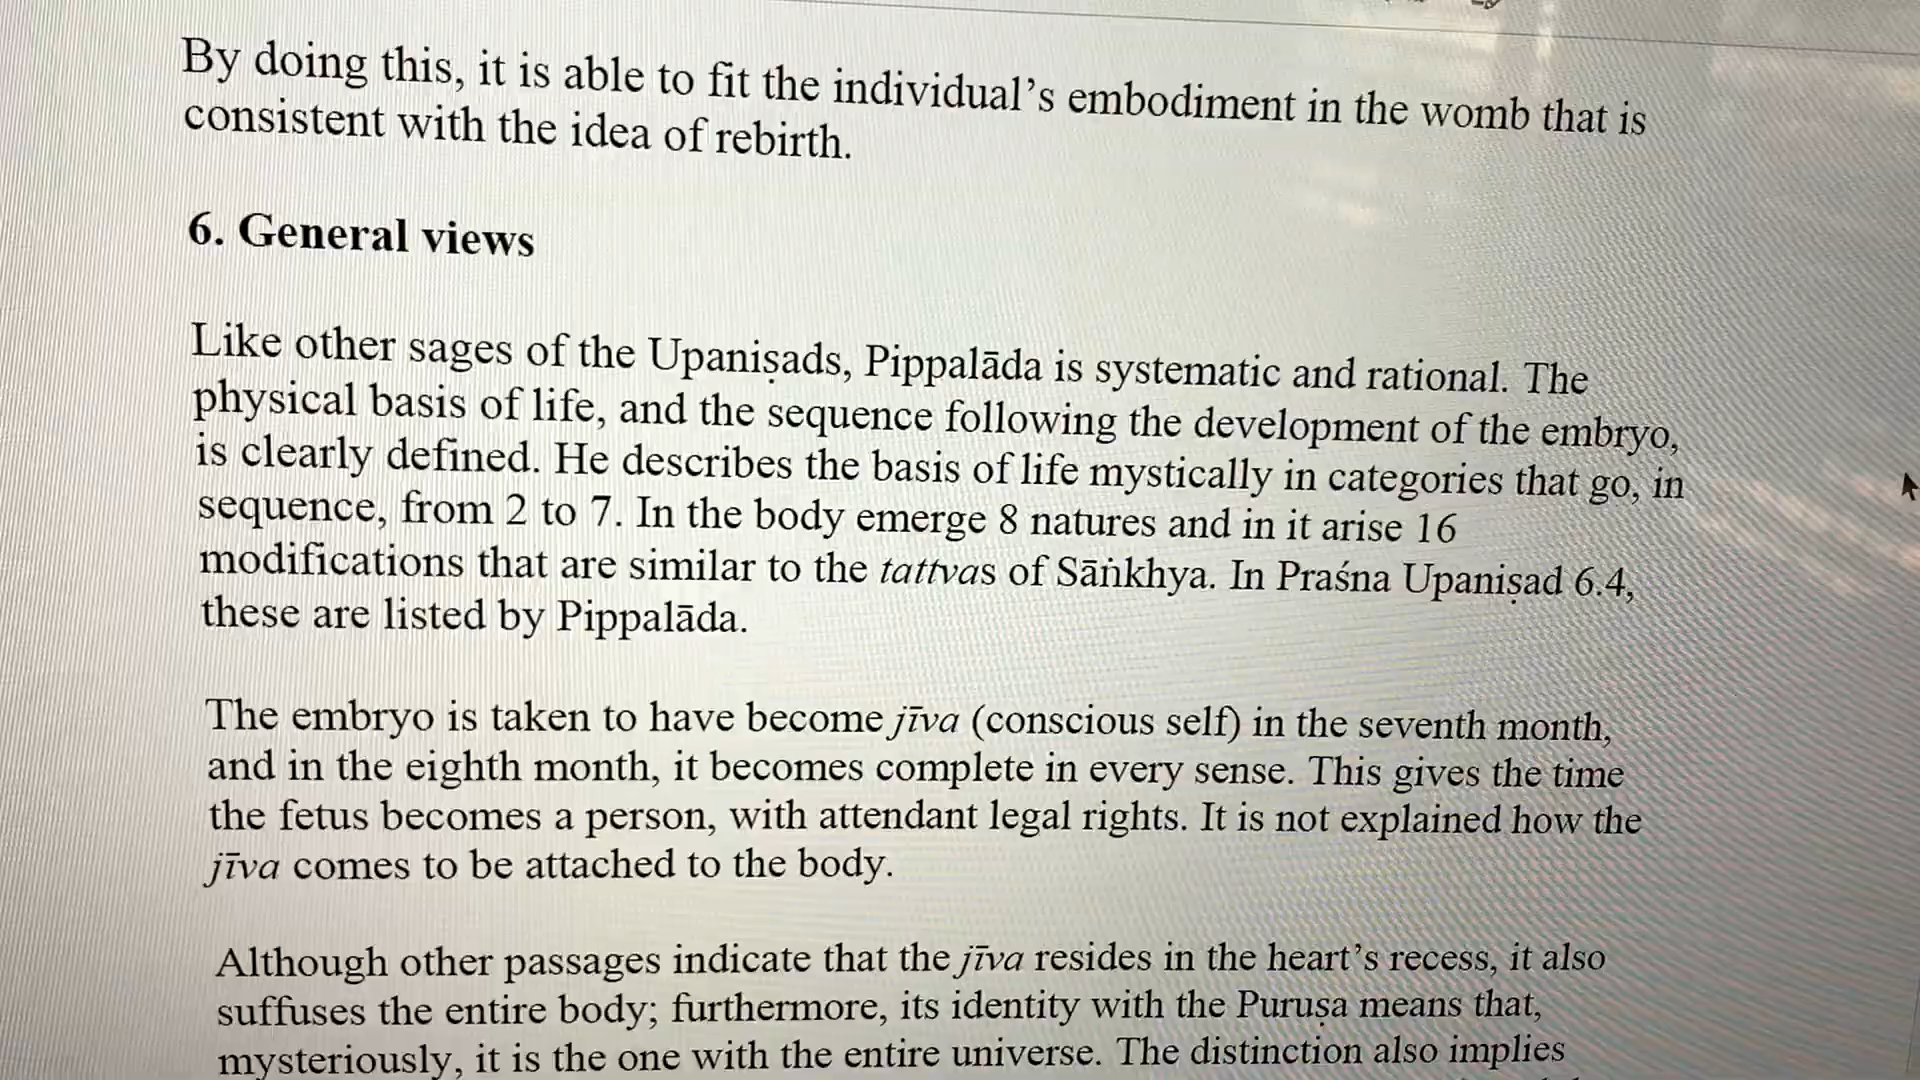 By doing this, it is able to fit the individual’s embodiment in the womb that is
consistent with the idea of rebirth.
6. General views
Like other sages of the Upaniṣads, Pippalāda is systematic and rational. The
physical basis of life, and the sequence following the development of the embryo,
is clearly defined. He describes the basis of life mystically in categories that go, in
sequence, from 2 to 7. In the body emerge 8 natures and in it arise 16
modifications that are similar to the tattvas of Sāṅkhya. In Praśna Upaniṣad 6.4,
these are listed by Pippalāda.
The embryo is taken to have become jīva (conscious self) in the seventh month,
and in the eighth month, it becomes complete in every sense. This gives the time
the fetus becomes a person, with attendant legal rights. It is not explained how the
jīva comes to be attached to the body.
Although other passages indicate that the jīva resides in the heart’s recess, it also
suffuses the entire body; furthermore, its identity with the Puruṣa means that,
mysteriously, it is the one with the entire universe. The distinction also implies